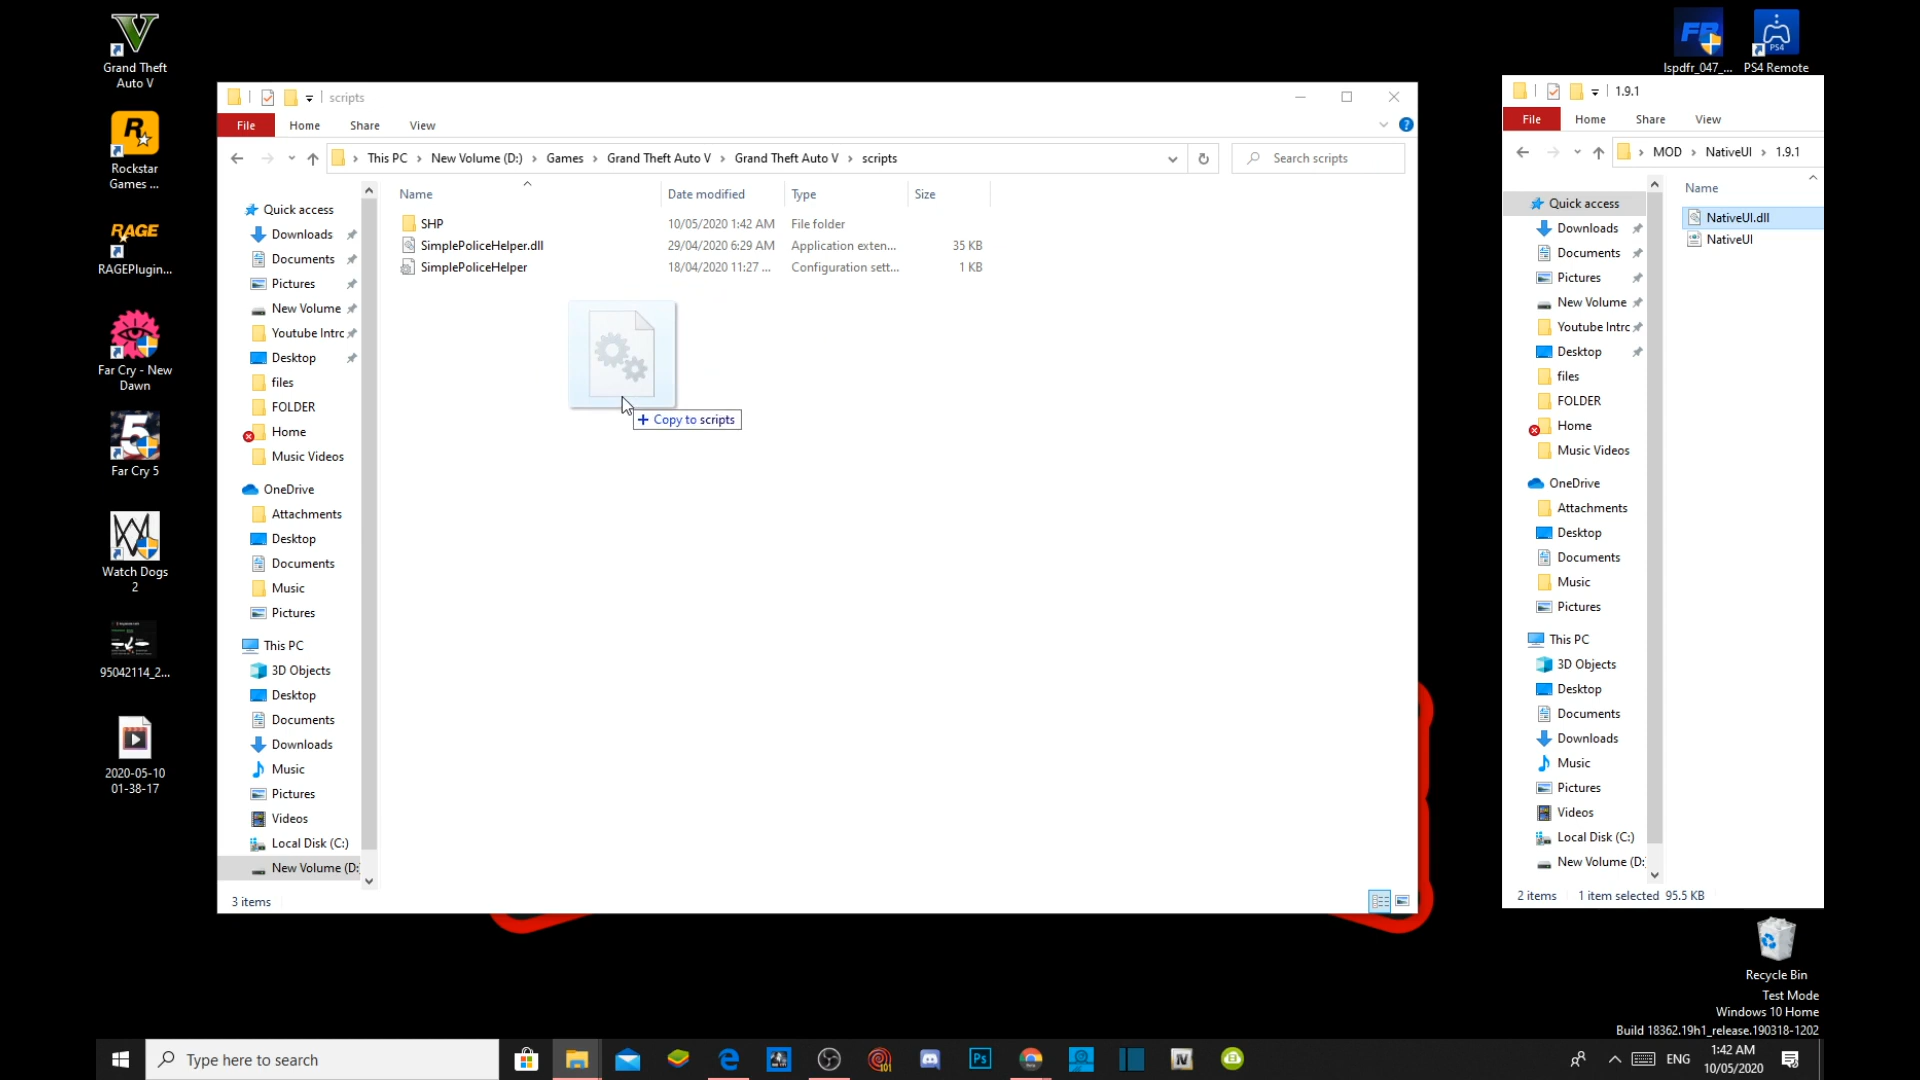 Grand Theft
Auto V
Rockstar
Games ...
RAGE
RAGEPlugin...
Far Cry - New
Dawn
5
Far Cry 5
Watch Dogs
2
95042114_2...
2020-05-10
01-38-17
lspdfr_047_...
PS4
PS4 Remote
scripts
File
Home
Share
View
This PC > New Volume (D:) > Games > Grand Theft Auto V > Grand Theft Auto V > scripts
Search scripts
Name
Date modified
Type
Size
SHP
10/05/2020 1:42 AM
File folder
SimplePoliceHelper.dll
29/04/2020 6:29 AM
Application exten...
35 KB
SimplePoliceHelper
18/04/2020 11:27 ...
Configuration sett...
1 KB
+ Copy to scripts
Quick access
Downloads
Documents
Pictures
New Volume
Youtube Intrc
Desktop
files
FOLDER
Home
Music Videos
OneDrive
Attachments
Desktop
Documents
Music
Pictures
This PC
3D Objects
Desktop
Documents
Downloads
Music
Pictures
Videos
Local Disk (C:)
New Volume (D:
3 items
1.9.1
File
Home
Share
View
MOD > NativeUI > 1.9.1
Name
NativeUI.dll
NativeUI
Quick access
Downloads
Documents
Pictures
New Volume
Youtube Intrc
Desktop
files
FOLDER
Home
Music Videos
OneDrive
Attachments
Desktop
Documents
Music
Pictures
This PC
3D Objects
Desktop
Documents
Downloads
Music
Pictures
Videos
Local Disk (C:)
New Volume (D:
2 items
1 item selected 95.5 KB
Recycle Bin
Test Mode
Windows 10 Home
Build 18362.19h1_release.190318-1202
Type here to search
Ps
IV
ENG
1:42 AM
10/05/2020